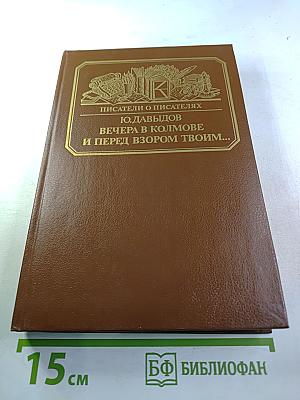 К
ПИСАТЕЛИ О ПИСАТЕЛЯХ
Ю.ДАВЫДОВ
ВЕЧЕРА В КОЛМОВЕ
И ПЕРЕД ВЗОРОМ ТВОИМ...
15 см
БФ БИБЛИОФАН